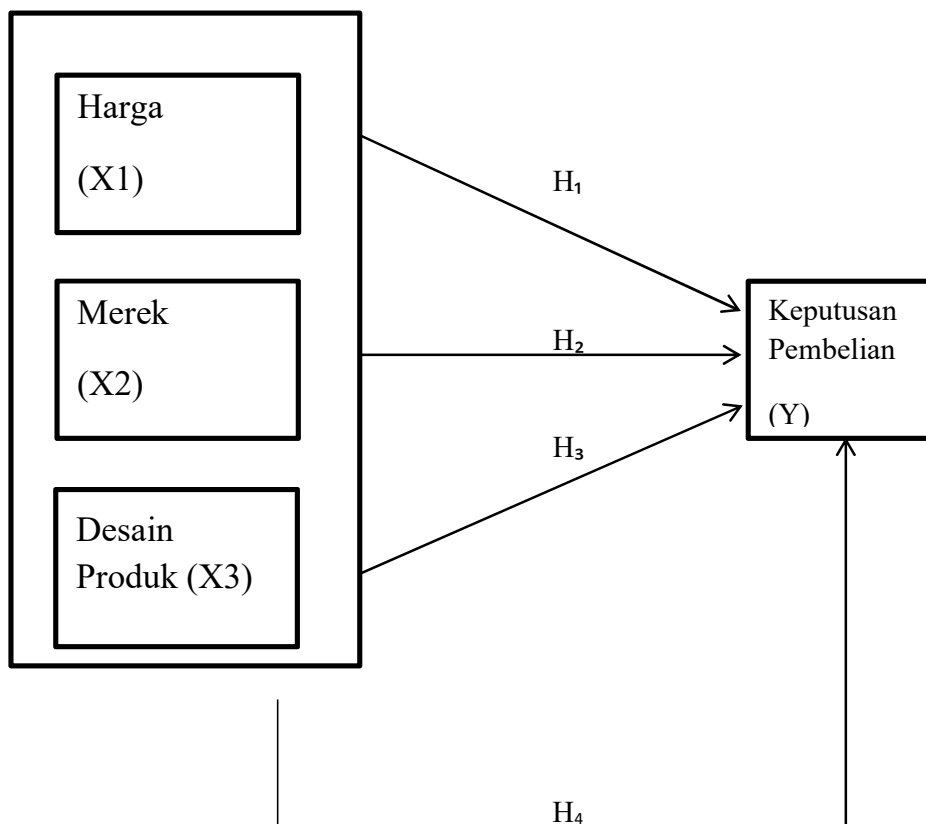 Harga
(X1)
H₁
Merek
(X2)
H₂
Keputusan
Pembelian
(Y)
H₃
Desain
Produk (X3)
H₄